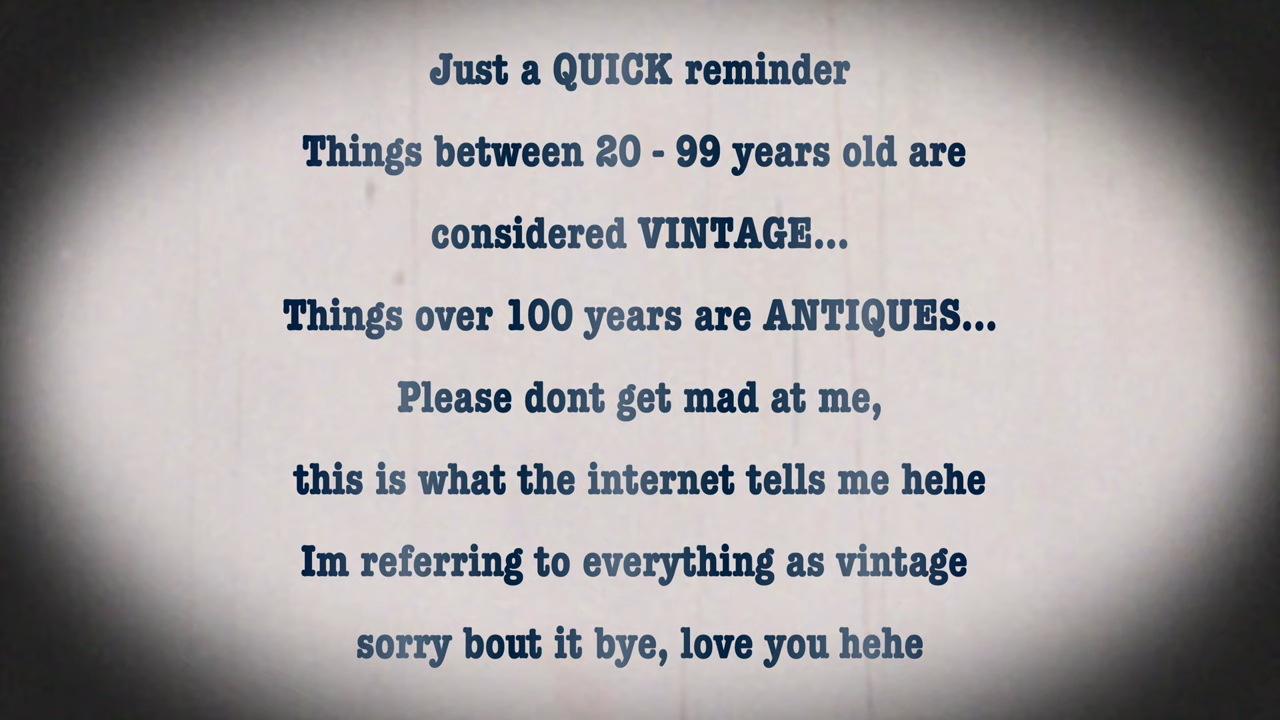 Just a QUICK reminder
Things between 20 - 99 years old are
considered VINTAGE...
Things over 100 years are ANTIQUES...
Please dont get mad at me,
this is what the internet tells me hehe
Im referring to everything as vintage
sorry bout it bye, love you hehe